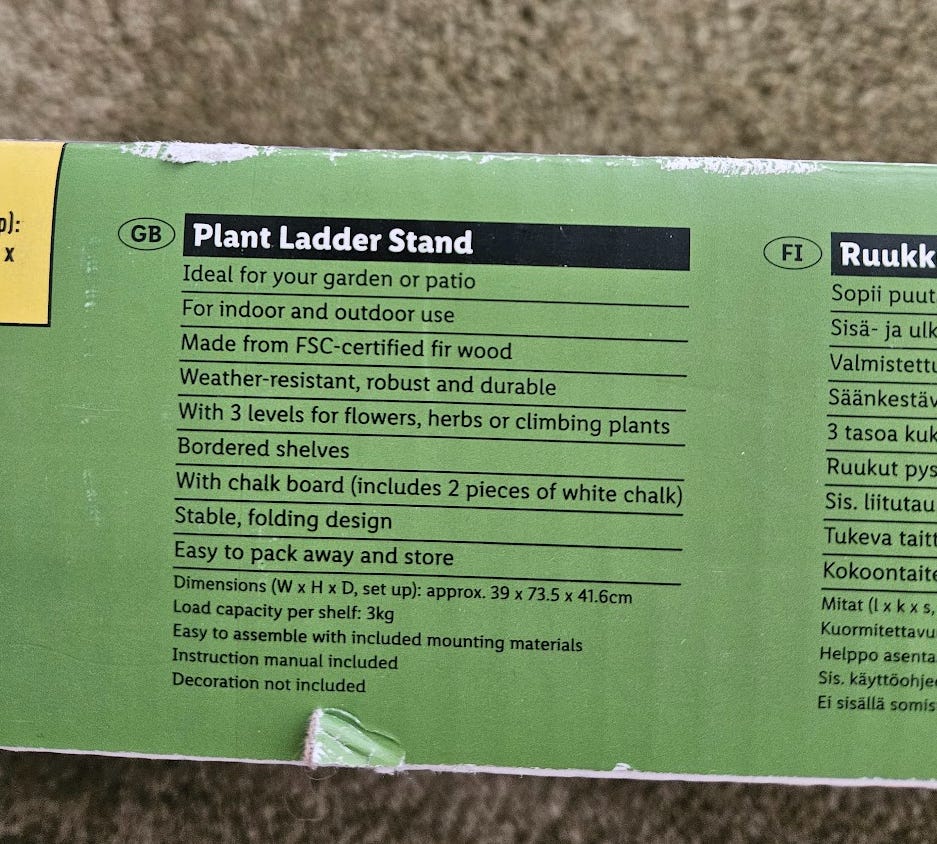 p):
x
GB
Plant Ladder Stand
Ideal for your garden or patio
For indoor and outdoor use
Made from FSC-certified fir wood
Weather-resistant, robust and durable
With 3 levels for flowers, herbs or climbing plants
Bordered shelves
With chalk board (includes 2 pieces of white chalk)
Stable, folding design
Easy to pack away and store
Dimensions (W x H x D, set up): approx. 39 x 73.5 x 41.6cm
Load capacity per shelf: 3kg
Easy to assemble with included mounting materials
Instruction manual included
Decoration not included
FI
Ruukk
Sopii puut
Sisä- ja ulk
Valmistettu
Säänkestäv
3 tasoa kuk
Ruukut pys
Sis. liitutau
Tukeva taitt
Kokoontaite
Mitat (l x k x s,
Kuormitettavu
Helppo asenta
Sis. käyttöohje
Ei sisällä somis